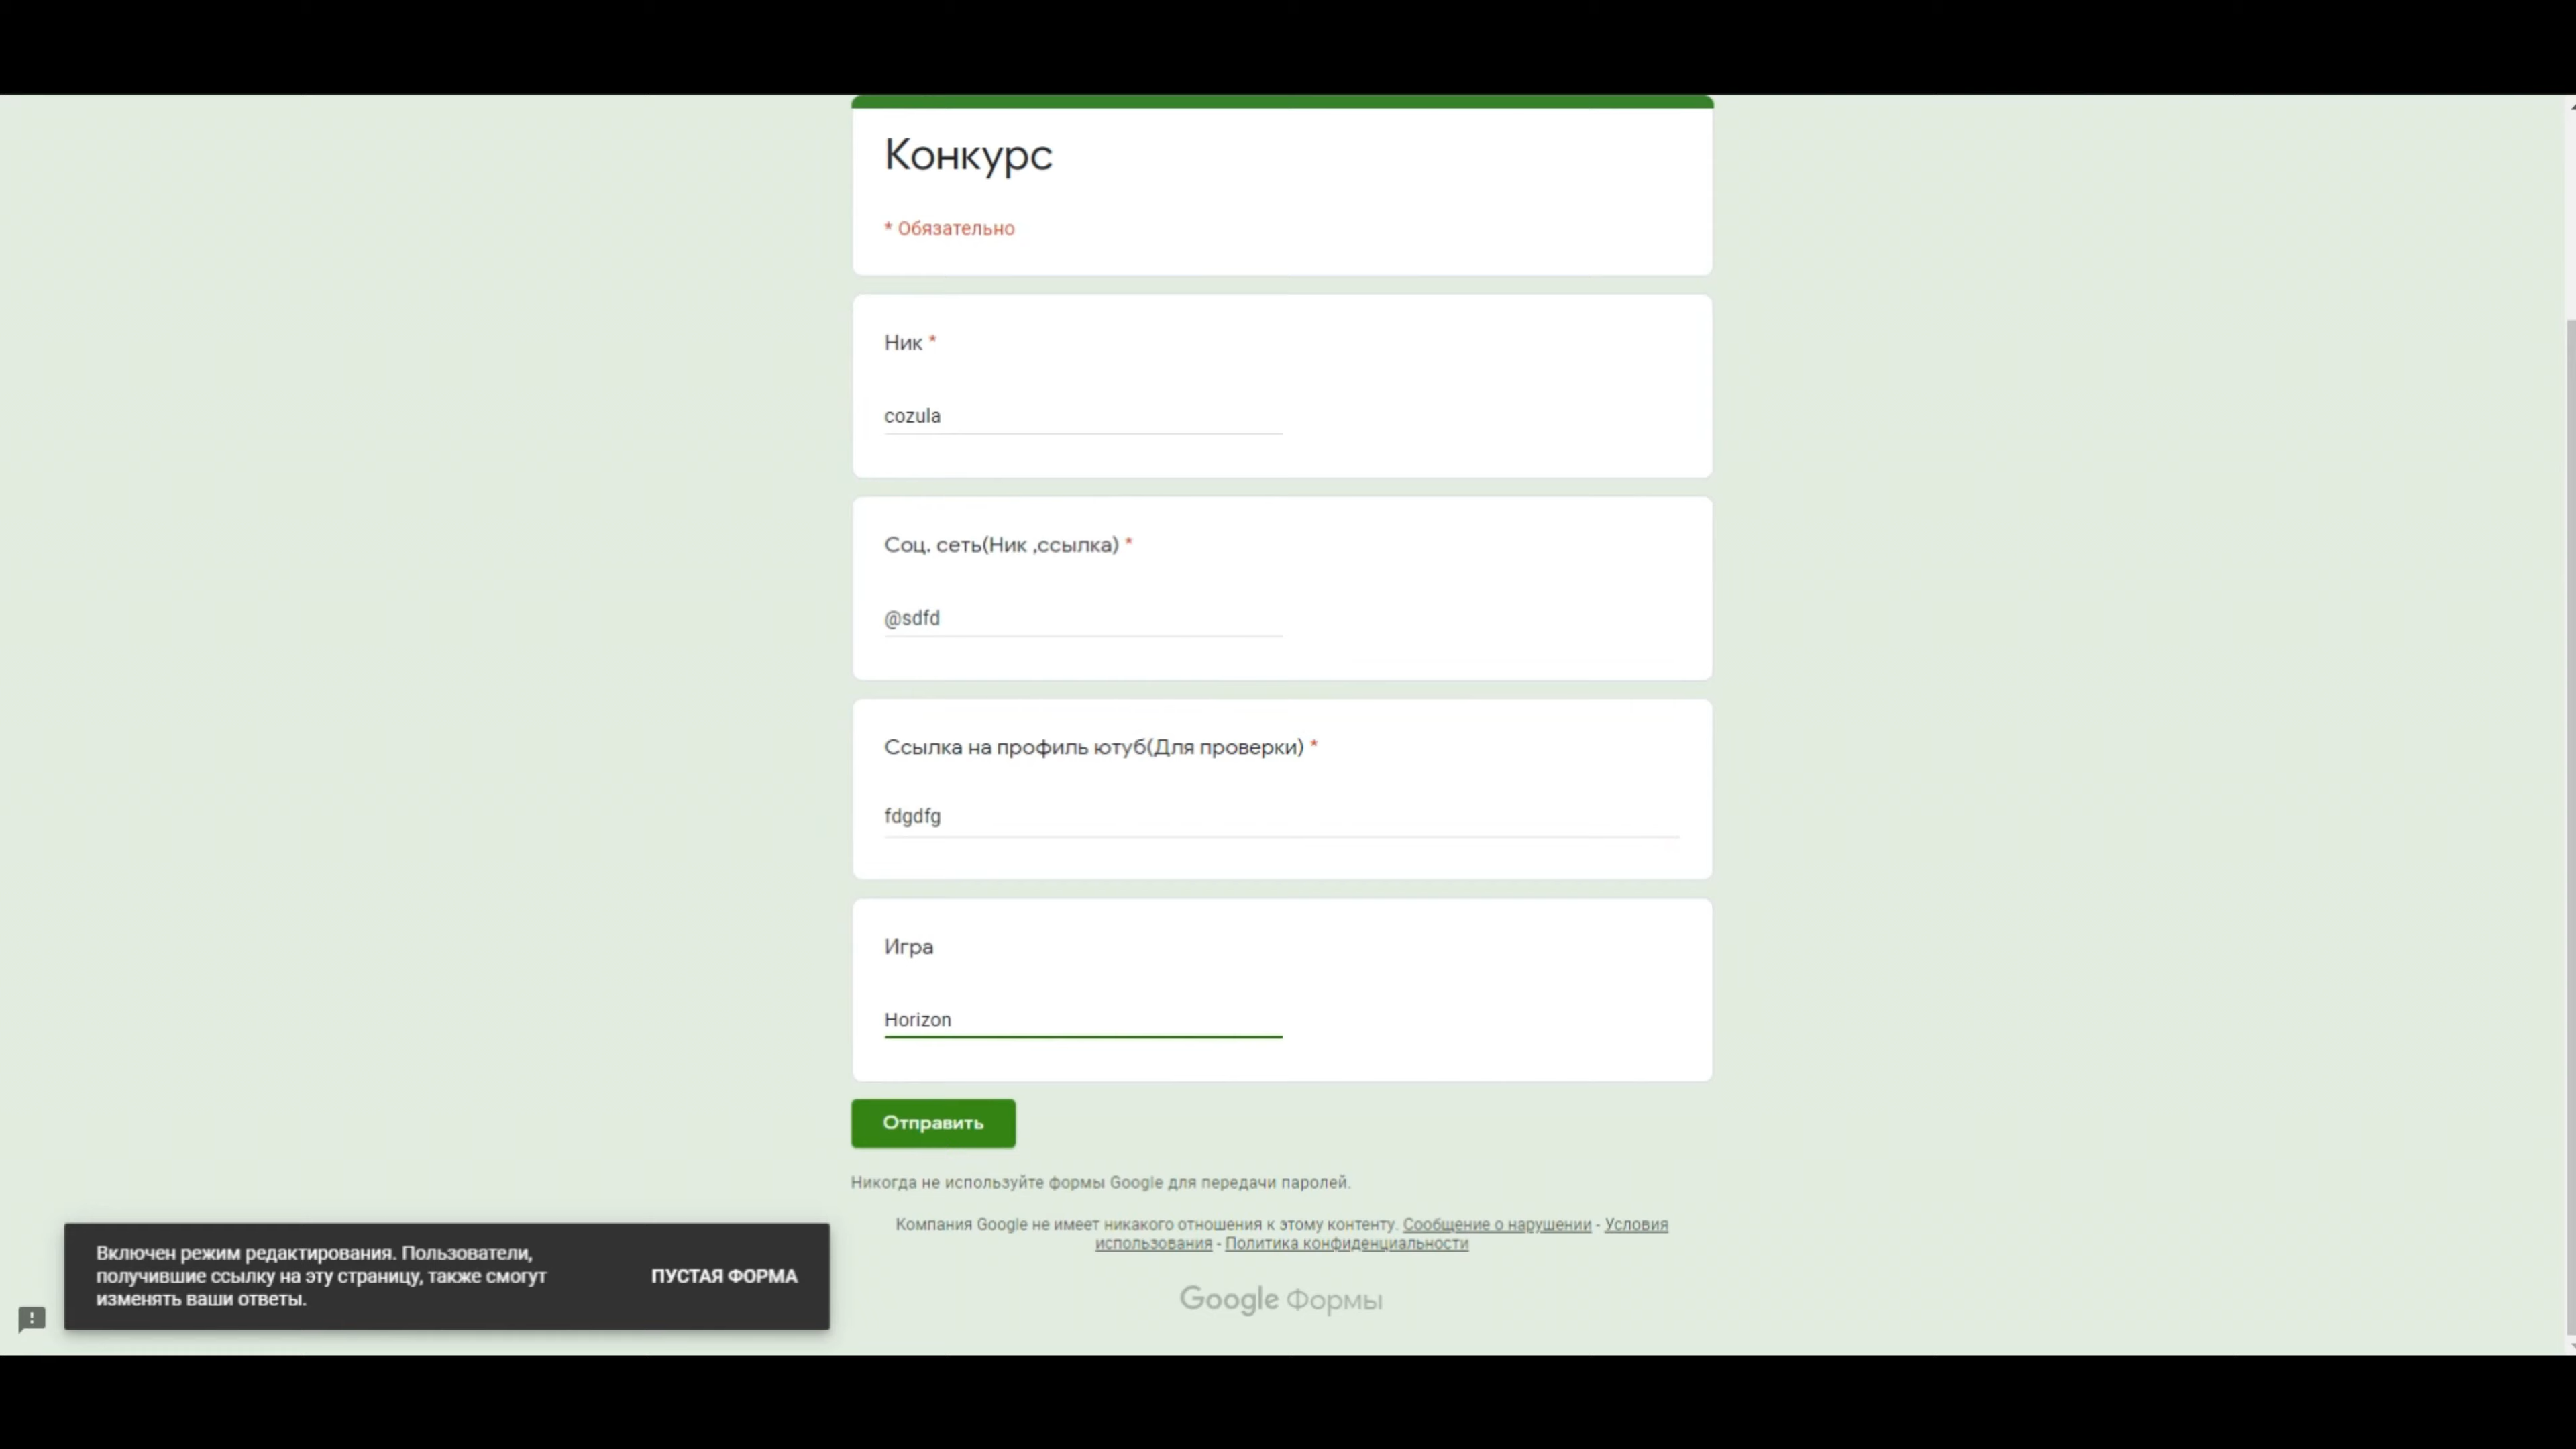 Конкурс
* Обязательно
Ник *
cozula
Соц. сеть(Ник ,ссылка) *
@sdfd
Ссылка на профиль ютуб(Для проверки) *
fdgdfg
Игра
Horizon
Отправить
Никогда не используйте формы Google для передачи паролей.
Компания Google не имеет никакого отношения к этому контенту. Сообщение о нарушении - Условия
использования - Политика конфиденциальности
Google Формы
Включен режим редактирования. Пользователи,
получившие ссылку на эту страницу, также смогут
изменять ваши ответы.
ПУСТАЯ ФОРМА